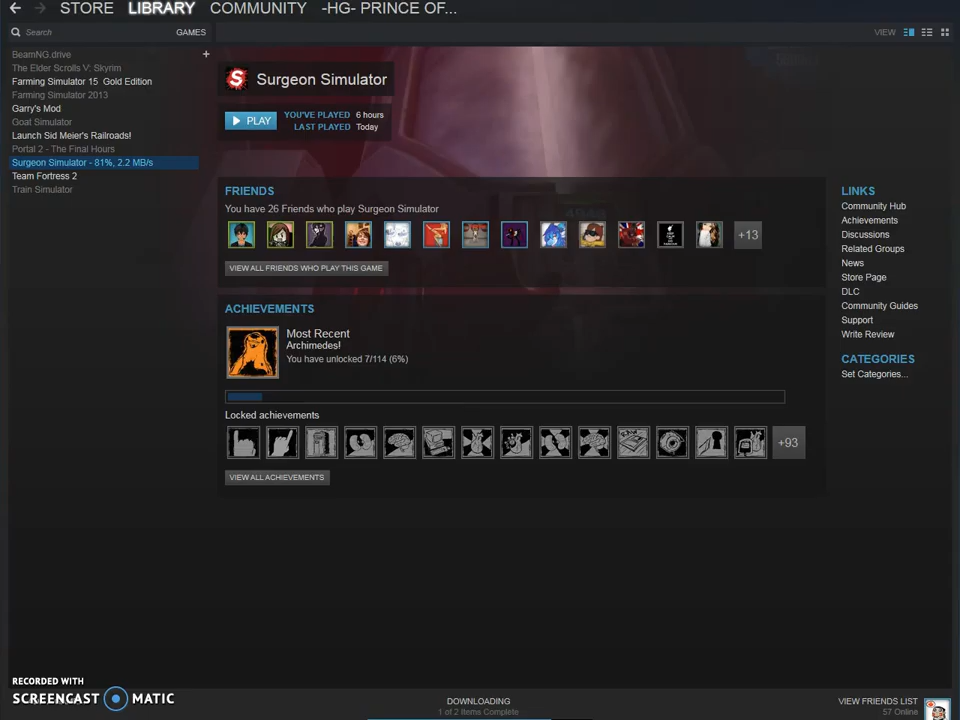 STORE LIBRARY COMMUNITY -HG- PRINCE OF...
Search GAMES VIEW
BeamNG.drive
The Elder Scrolls V: Skyrim
Farming Simulator 15 Gold Edition
Farming Simulator 2013
Garry's Mod
Goat Simulator
Launch Sid Meier's Railroads!
Portal 2 - The Final Hours
Surgeon Simulator - 81%, 2.2 MB/s
Team Fortress 2
Train Simulator
S Surgeon Simulator
PLAY
YOU'VE PLAYED 6 hours
LAST PLAYED Today
FRIENDS
You have 26 Friends who play Surgeon Simulator
+13
VIEW ALL FRIENDS WHO PLAY THIS GAME
ACHIEVEMENTS
Most Recent
Archimedes!
You have unlocked 7/114 (6%)
Locked achievements
+93
VIEW ALL ACHIEVEMENTS
LINKS
Community Hub
Achievements
Discussions
Related Groups
News
Store Page
DLC
Community Guides
Support
Write Review
CATEGORIES
Set Categories...
RECORDED WITH
SCREENCAST MATIC
DOWNLOADING
1 of 2 Items Complete
VIEW FRIENDS LIST
57 Online